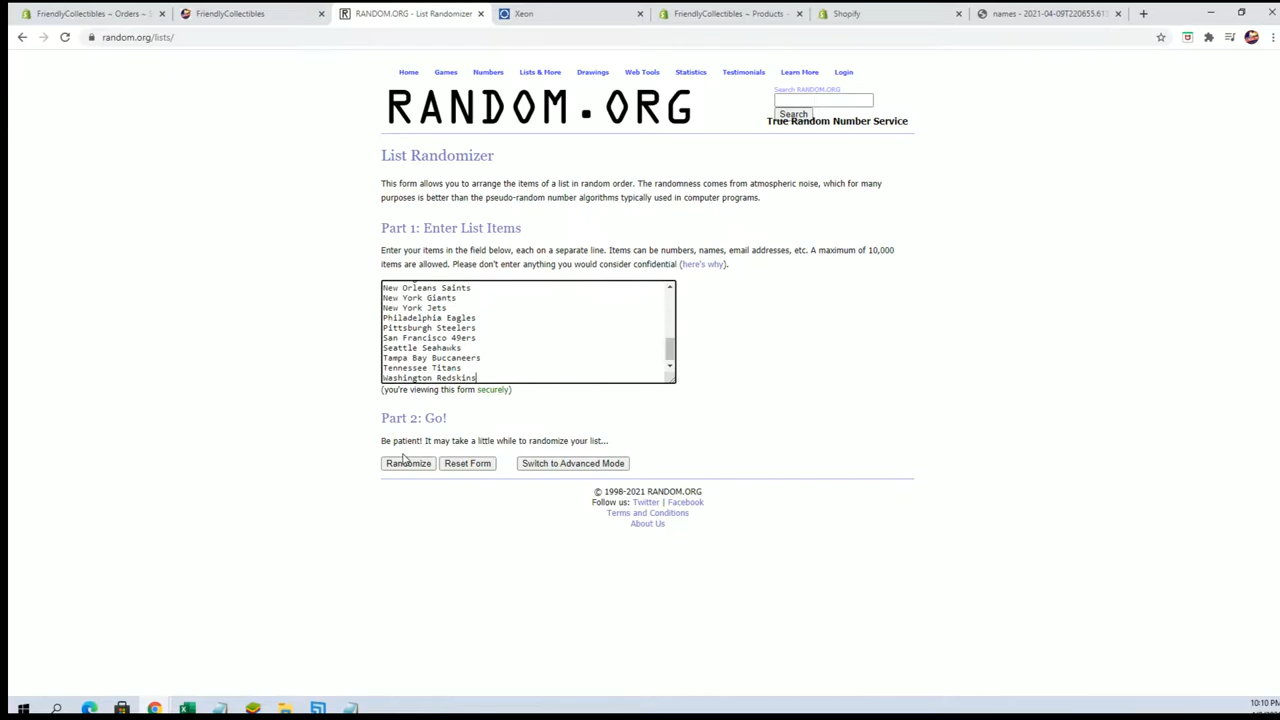 FriendlyCollectibles ~ Orders ~ S
FriendlyCollectibles
RANDOM.ORG - List Randomizer
Xeon
FriendlyCollectibles ~ Products ~
Shopify
names - 2021-04-09T220655.61
random.org/lists/
Home Games Numbers Lists & More Drawings Web Tools Statistics Testimonials Learn More Login
RANDOM.ORG
Search RANDOM.ORG
Search
True Random Number Service
List Randomizer
This form allows you to arrange the items of a list in random order. The randomness comes from atmospheric noise, which for many
purposes is better than the pseudo-random number algorithms typically used in computer programs.
Part 1: Enter List Items
Enter your items in the field below, each on a separate line. Items can be numbers, names, email addresses, etc. A maximum of 10,000
items are allowed. Please don't enter anything you would consider confidential (here's why).
New Orleans Saints
New York Giants
New York Jets
Philadelphia Eagles
Pittsburgh Steelers
San Francisco 49ers
Seattle Seahawks
Tampa Bay Buccaneers
Tennessee Titans
Washington Redskins
(you're viewing this form securely)
Part 2: Go!
Be patient! It may take a little while to randomize your list...
Randomize Reset Form Switch to Advanced Mode
© 1998-2021 RANDOM.ORG
Follow us: Twitter | Facebook
Terms and Conditions
About Us
10:10 PM